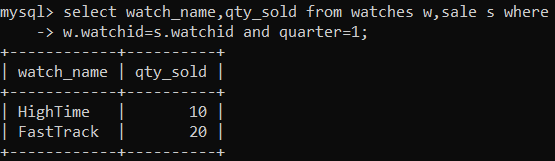 mysql> select watch_name,qty_sold from watches w,sale s where
    -> w.watchid=s.watchid and quarter=1;
+------------+----------+
| watch_name | qty_sold |
+------------+----------+
| HighTime   |       10 |
| FastTrack  |       20 |
+------------+----------+